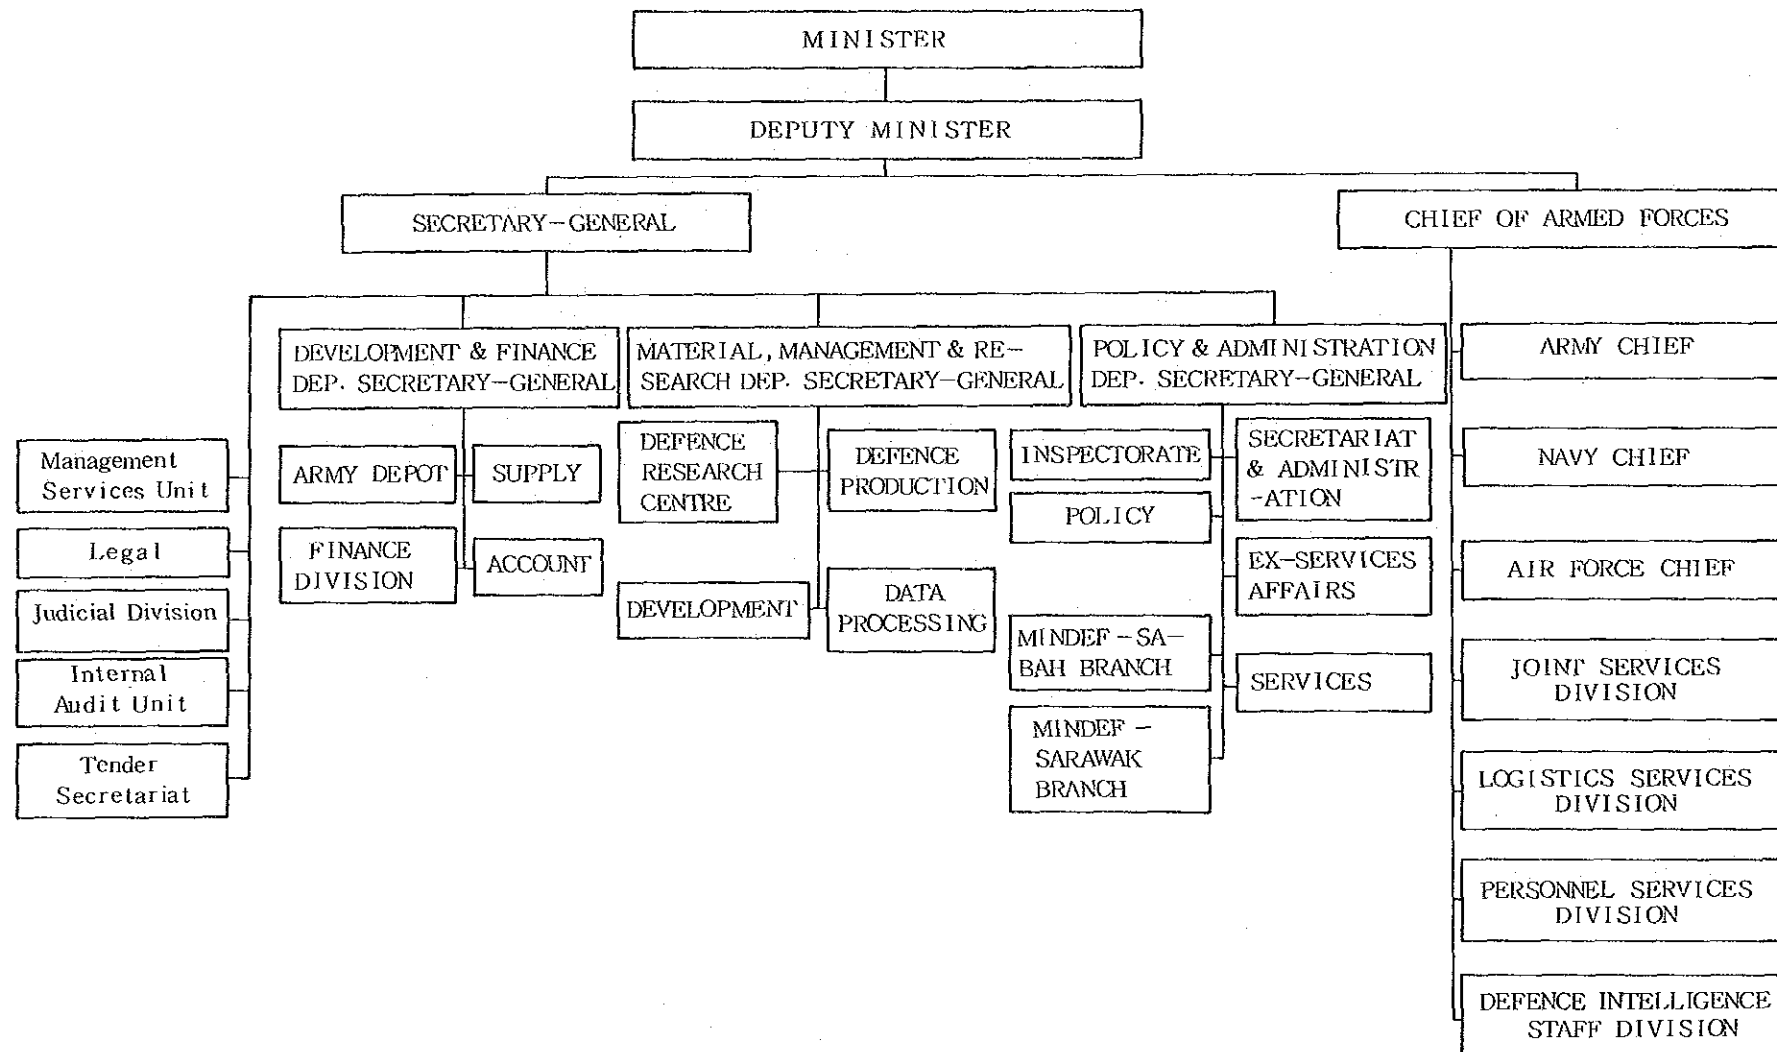 MINISTER
DEPUTY MINISTER
SECRETARY-GENERAL
CHIEF OF ARMED FORCES
DEVELOPMENT & FINANCE
DEP. SECRETARY-GENERAL
MATERIAL, MANAGEMENT & RE-
SEARCH DEP. SECRETARY-GENERAL
POLICY & ADMINISTRATION
DEP. SECRETARY-GENERAL
Management
Services Unit
Legal
Judicial Division
Internal
Audit Unit
Tender
Secretariat
ARMY DEPOT
SUPPLY
FINANCE
DIVISION
ACCOUNT
DEFENCE
RESEARCH
CENTRE
DEFENCE
PRODUCTION
DEVELOPMENT
DATA
PROCESSING
INSPECTORATE
SECRETARIAT
& ADMINISTR
-ATION
POLICY
EX-SERVICES
AFFAIRS
MINDEF-SA-
BAH BRANCH
SERVICES
MINDEF -
SARAWAK
BRANCH
ARMY CHIEF
NAVY CHIEF
AIR FORCE CHIEF
JOINT SERVICES
DIVISION
LOGISTICS SERVICES
DIVISION
PERSONNEL SERVICES
DIVISION
DEFENCE INTELLIGENCE
STAFF DIVISION